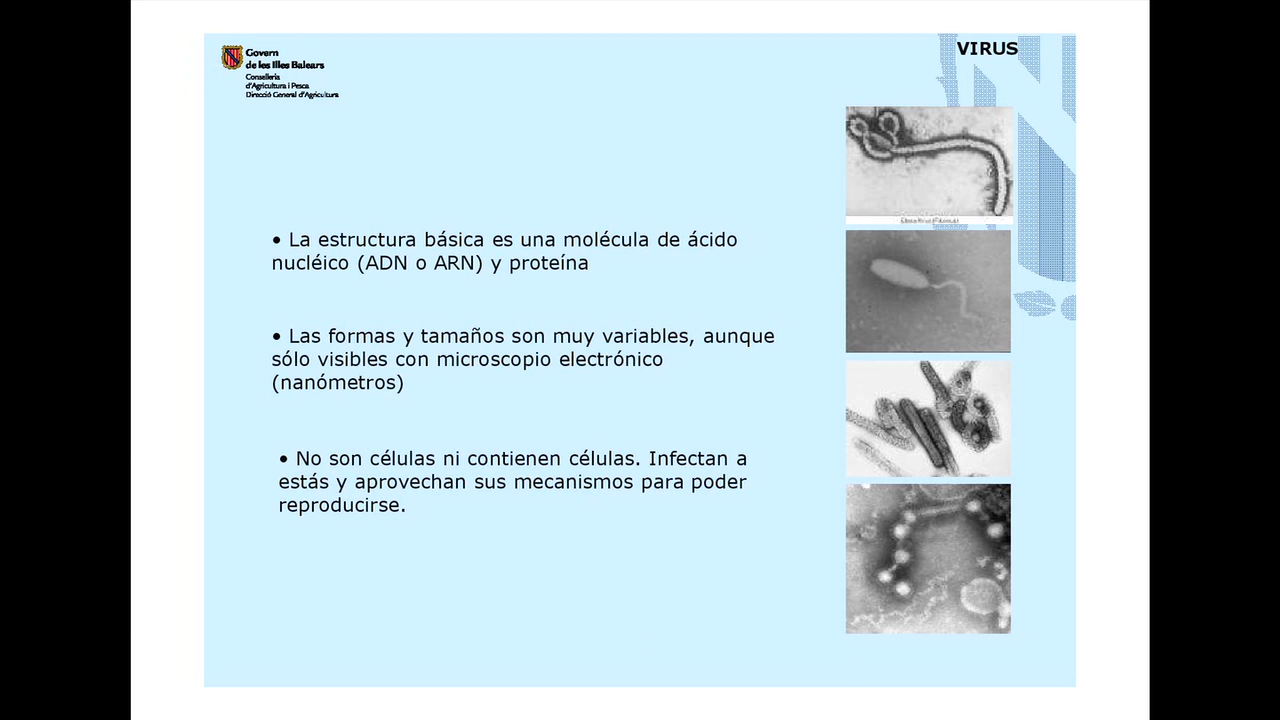 Govern
de les Illes Balears
Conselleria
d'Agricultura i Pesca
Direcció General d'Agricultura
VIRUS
• La estructura básica es una molécula de ácido
nucléico (ADN o ARN) y proteína
• Las formas y tamaños son muy variables, aunque
sólo visibles con microscopio electrónico
(nanómetros)
• No son células ni contienen células. Infectan a
estás y aprovechan sus mecanismos para poder
reproducirse.